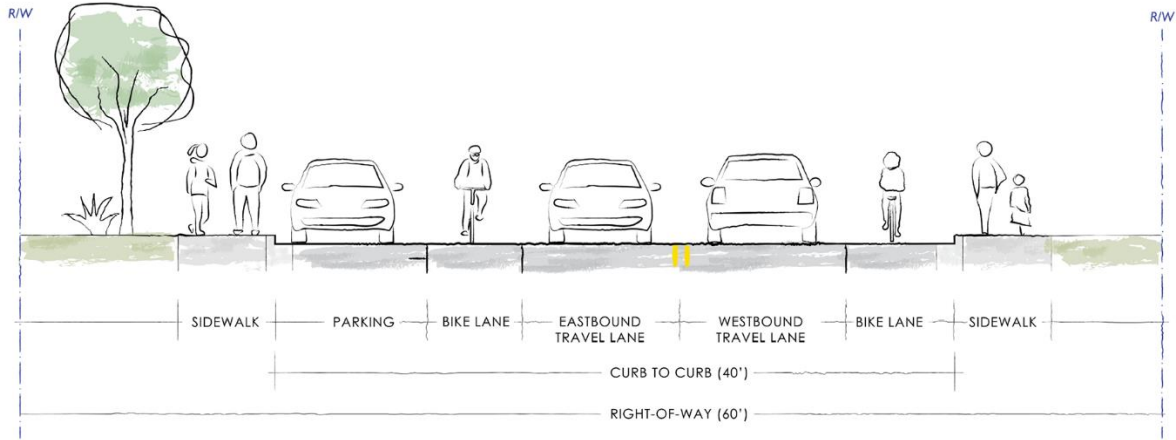 R/W
R/W
SIDEWALK
PARKING
BIKE LANE
EASTBOUND
TRAVEL LANE
WESTBOUND
TRAVEL LANE
BIKE LANE
SIDEWALK
CURB TO CURB (40')
RIGHT-OF-WAY (60')